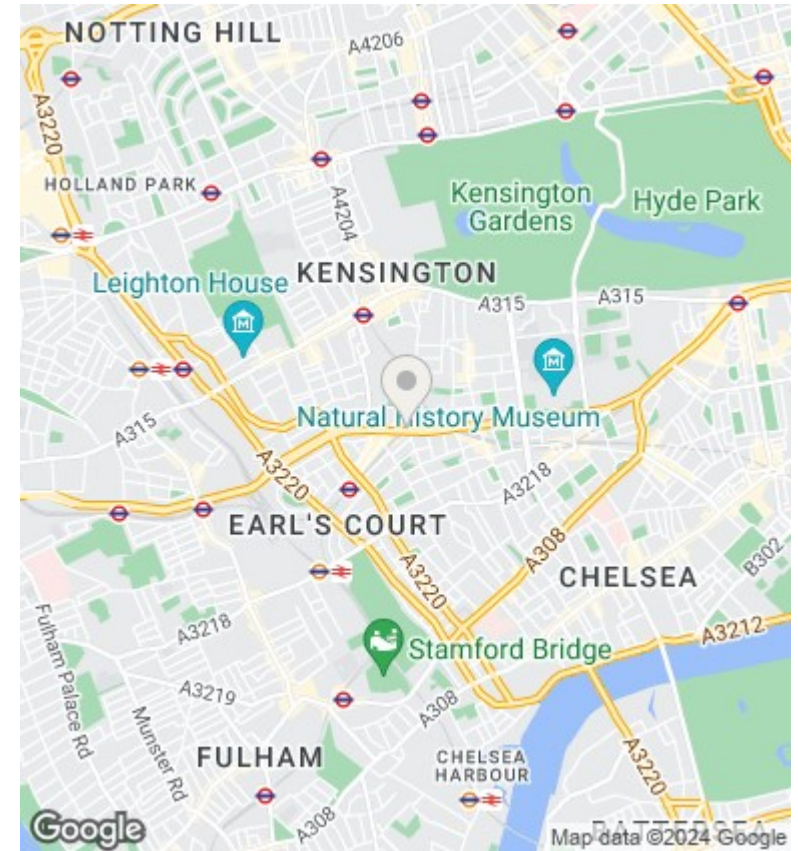 NOTTING HILL
A4206
A3220
HOLLAND PARK
A4204
Kensington
Gardens
Hyde Park
Leighton House
KENSINGTON
A315
A315
Natural History Museum
A315
A3220
A3218
EARL'S COURT
A308
A3220
CHELSEA
B302
Fulham Palace Rd
A3218
Stamford Bridge
A3212
A3219
Munster Rd
A308
FULHAM
CHELSEA
HARBOUR
A3220
A308
BATTERSEA
Google
Map data ©2024 Google